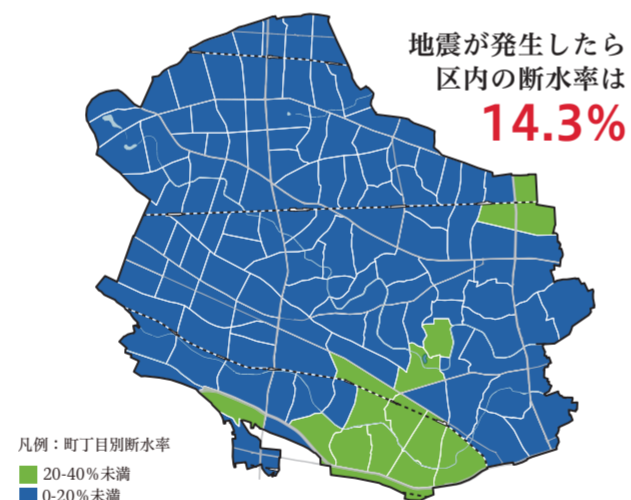 地震が発生したら
区内の断水率は
14.3%
凡例：町丁目別断水率
20-40%未満
0-20%未満